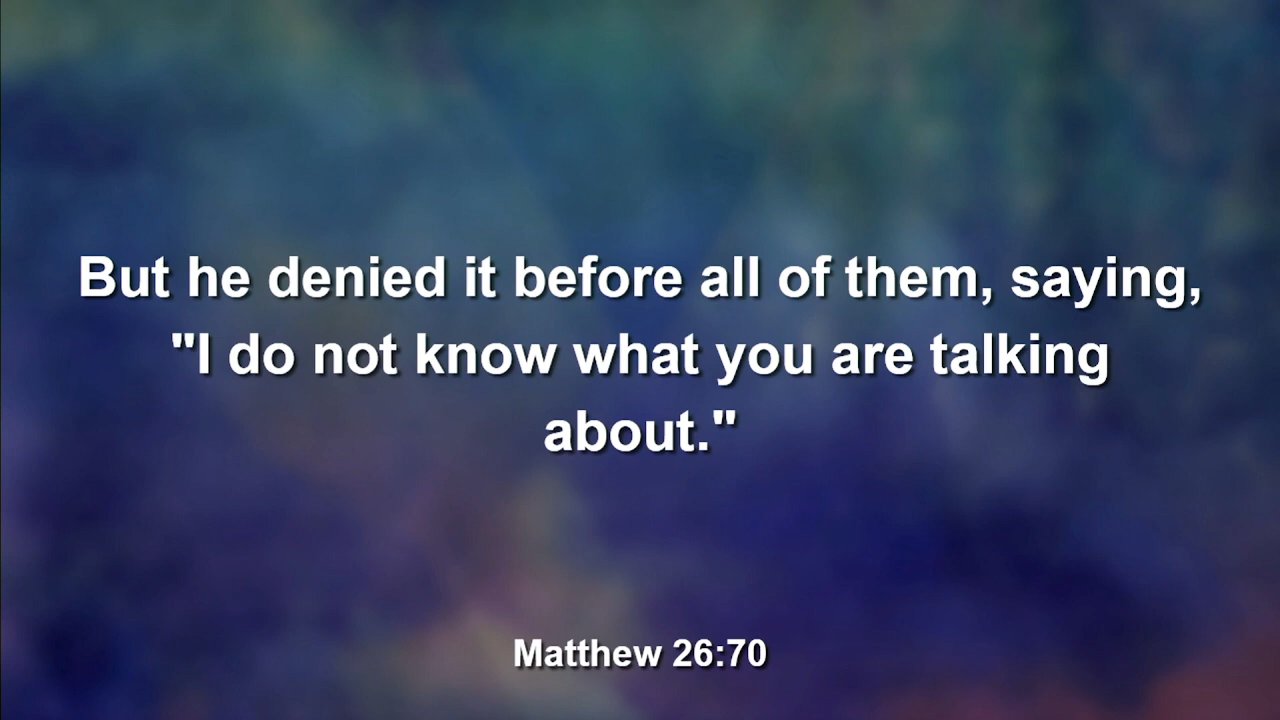 But he denied it before all of them, saying,
"I do not know what you are talking
about."
Matthew 26:70